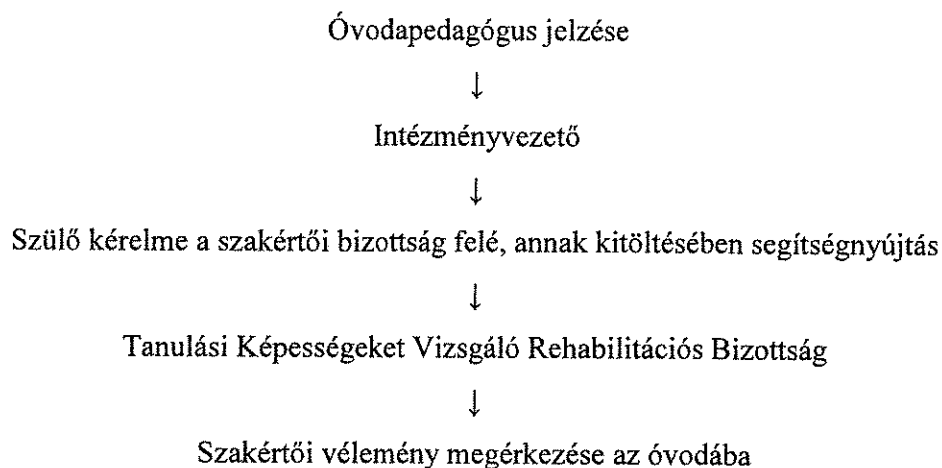 Óvodapedagógus jelzése
↓
Intézményvezető
↓
Szülő kérelme a szakértői bizottság felé, annak kitöltésében segítségnyújtás
↓
Tanulási Képességeket Vizsgáló Rehabilitációs Bizottság
↓
Szakértői vélemény megérkezése az óvodába